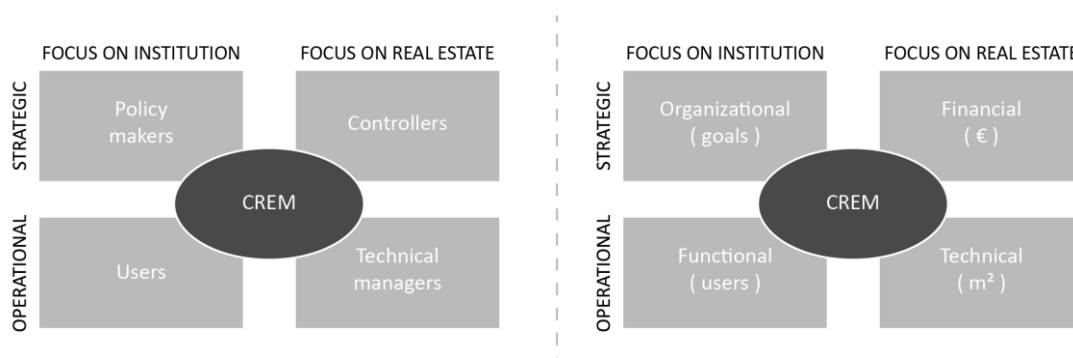 FOCUS ON INSTITUTION
FOCUS ON REAL ESTATE
STRATEGIC
Policy
makers
Controllers
CREM
OPERATIONAL
Users
Technical
managers
FOCUS ON INSTITUTION
FOCUS ON REAL ESTATE
STRATEGIC
Organizational
( goals )
Financial
( € )
CREM
OPERATIONAL
Functional
( users )
Technical
( m² )